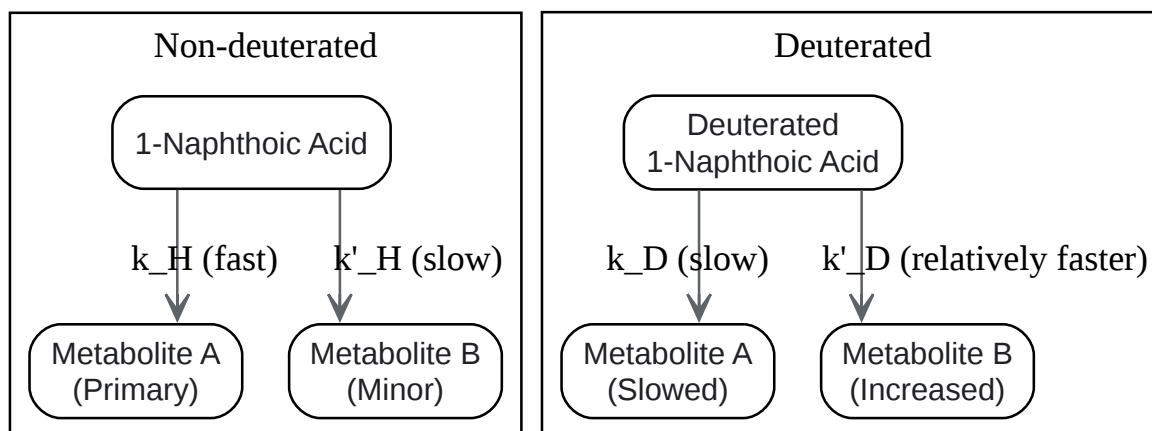 Non-deuterated
1-Naphthoic Acid
k_H (fast)
k'_H (slow)
Metabolite A
(Primary)
Metabolite B
(Minor)
Deuterated
Deuterated
1-Naphthoic Acid
k_D (slow)
k'_D (relatively faster)
Metabolite A
(Slowed)
Metabolite B
(Increased)